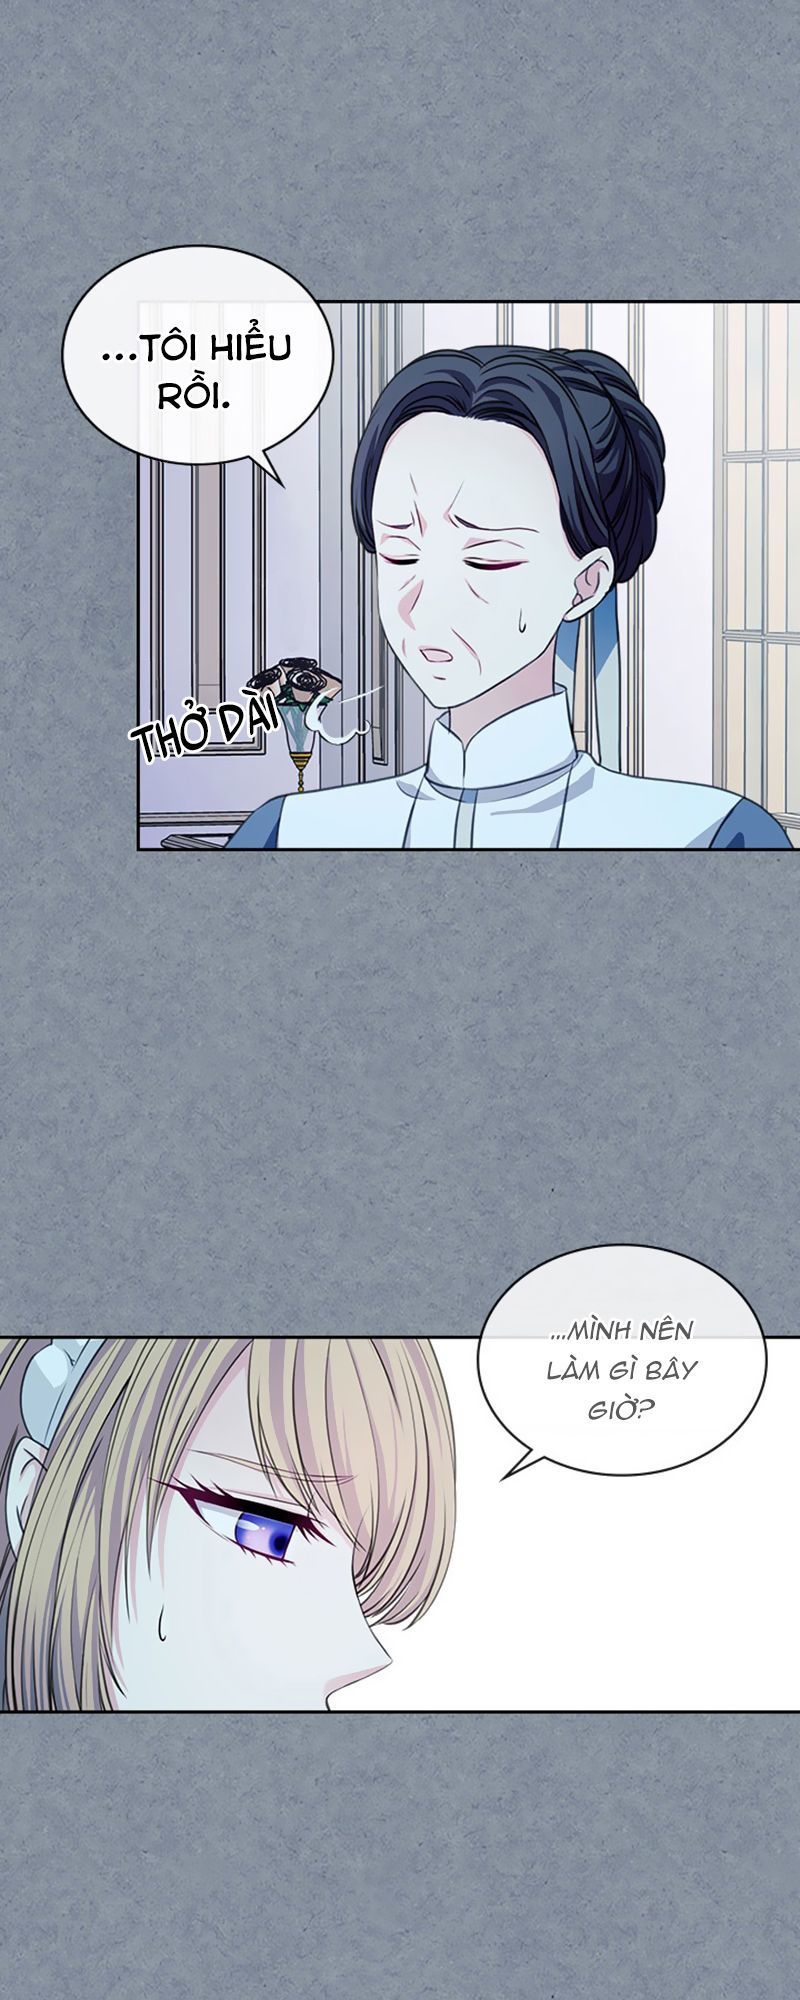 ...TÔI HIỂU
RỒI.
THỞ DÀI
...MÌNH NÊN
LÀM GÌ BÂY
GIỜ?